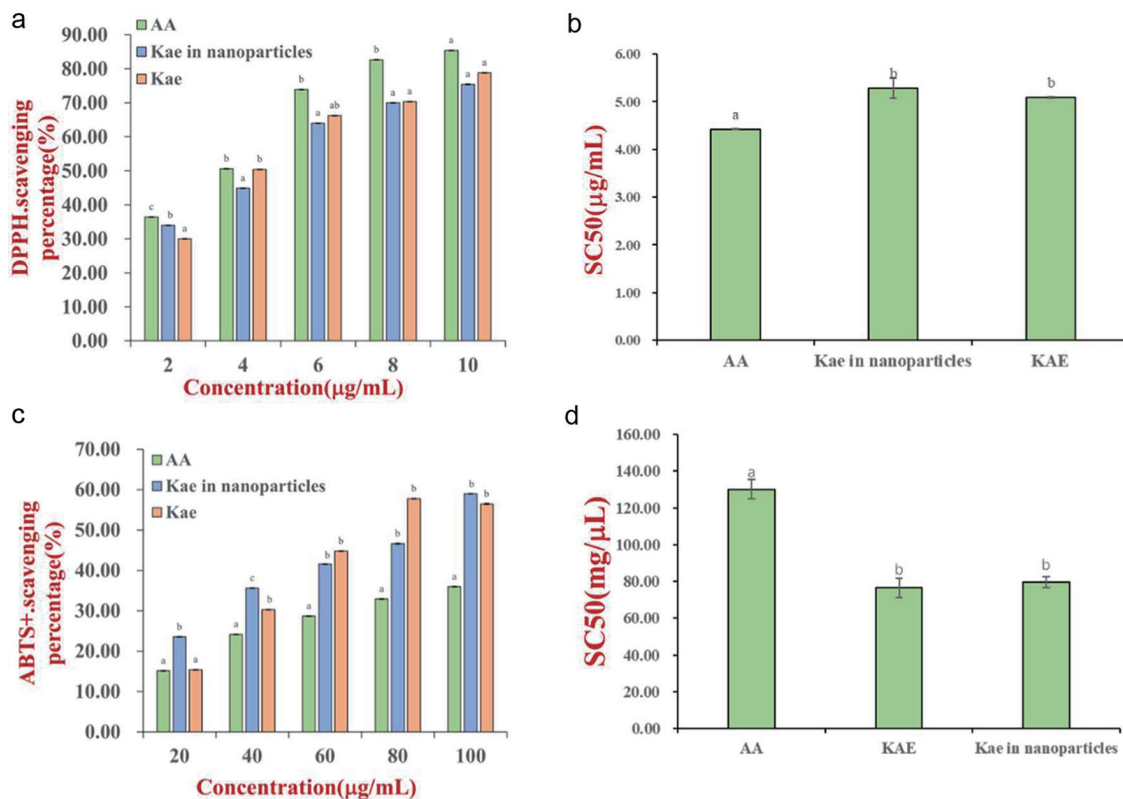 a
AA
Kae in nanoparticles
Kae
DPPH.scavenging
percentage(%)
90.00
80.00
70.00
60.00
50.00
40.00
30.00
20.00
10.00
0.00
c b a
b a b
b a ab
b a a
a a a
2 4 6 8 10
Concentration(μg/mL)
b
SC50(μg/mL)
6.00
5.00
4.00
3.00
2.00
1.00
0.00
a b b
AA Kae in nanoparticles KAE
c
AA
Kae in nanoparticles
Kae
ABTS+.scavenging
percentage(%)
70.00
60.00
50.00
40.00
30.00
20.00
10.00
0.00
a b a
a c b
a b b
a b b
a b b
20 40 60 80 100
Concentration(μg/mL)
d
SC50(mg/μL)
160.00
140.00
120.00
100.00
80.00
60.00
40.00
20.00
0.00
a b b
AA KAE Kae in nanoparticles